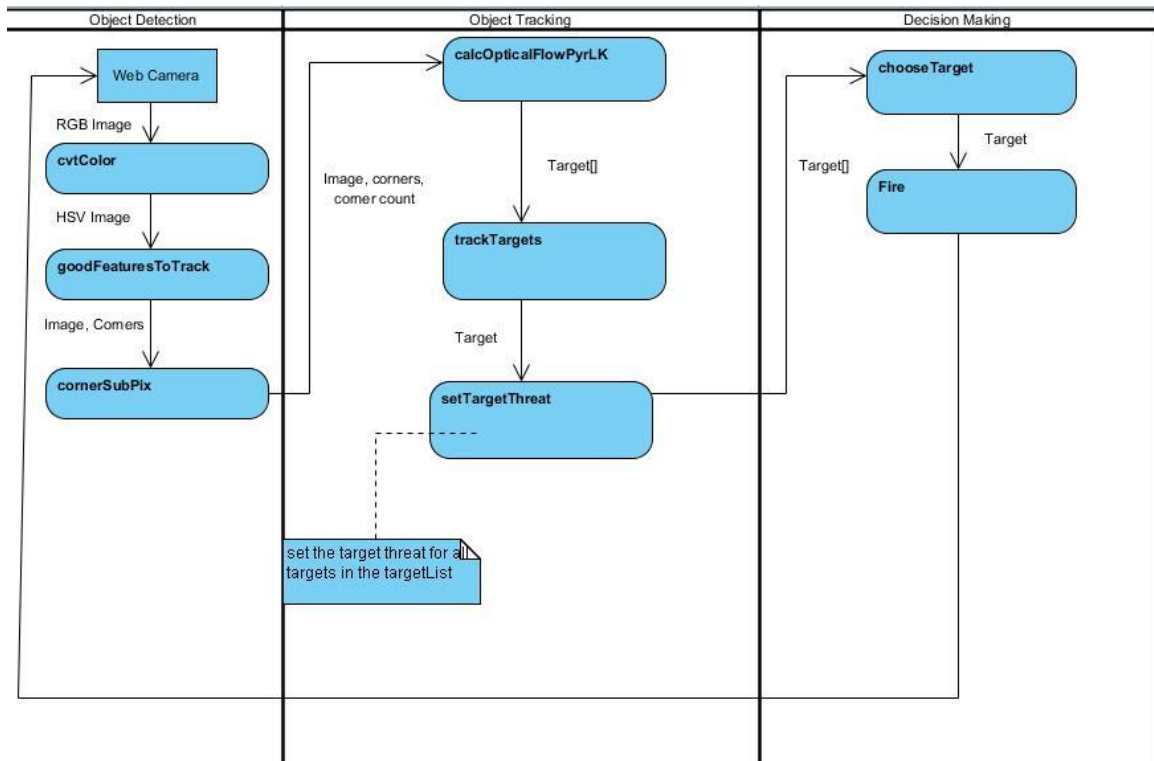 Object Detection
Object Tracking
Decision Making
Web Camera
RGB Image
cvtColor
HSV Image
goodFeaturesToTrack
Image, Corners
cornerSubPix
Image, corners,
corner count
calcOpticalFlowPyrLK
Target[]
trackTargets
Target
setTargetThreat
set the target threat for all
targets in the targetList
Target[]
chooseTarget
Target
Fire